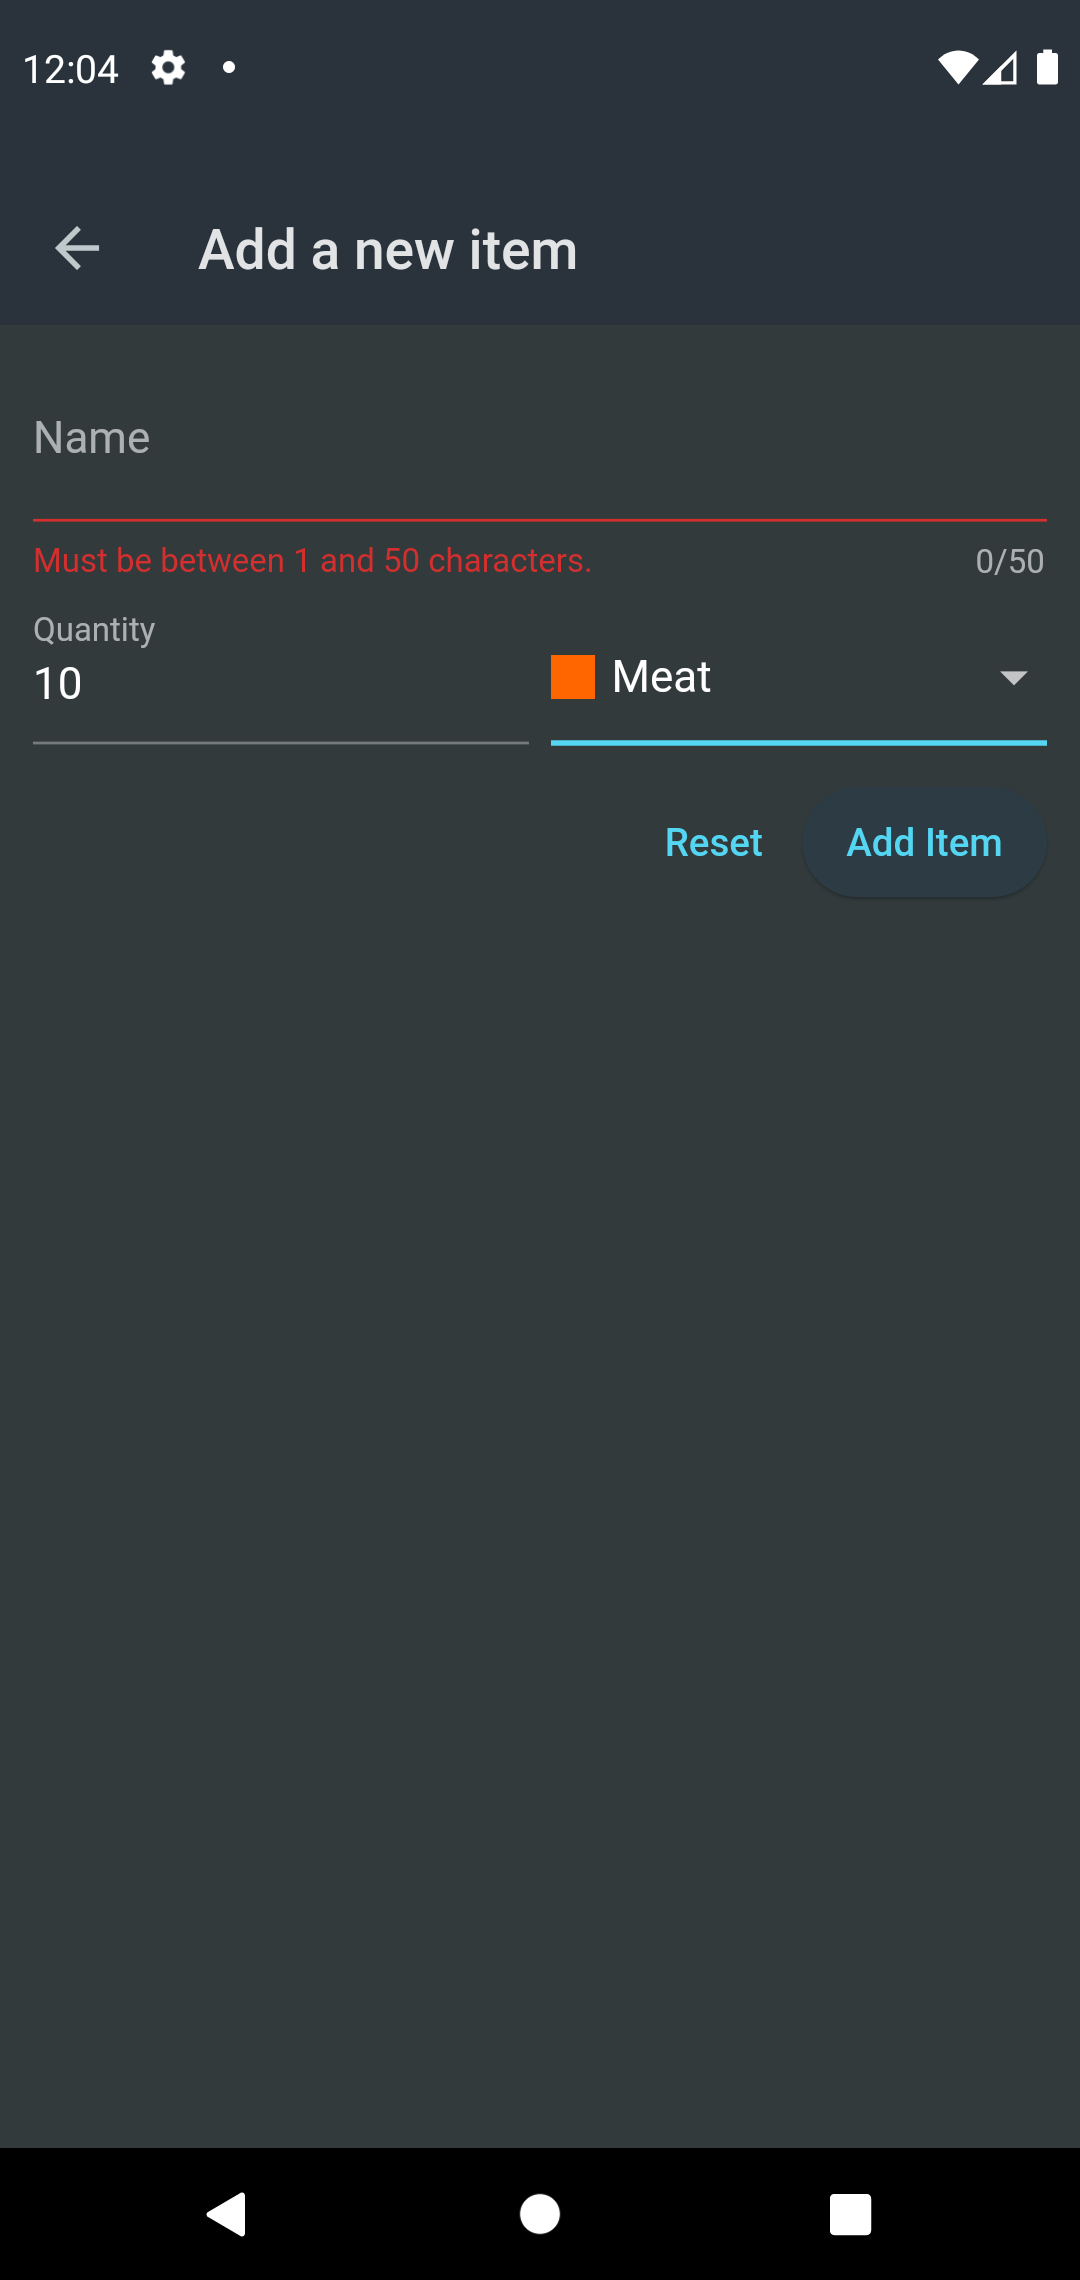 12:04
Add a new item
Name
Must be between 1 and 50 characters.
0/50
Quantity
10
Meat
Reset
Add Item